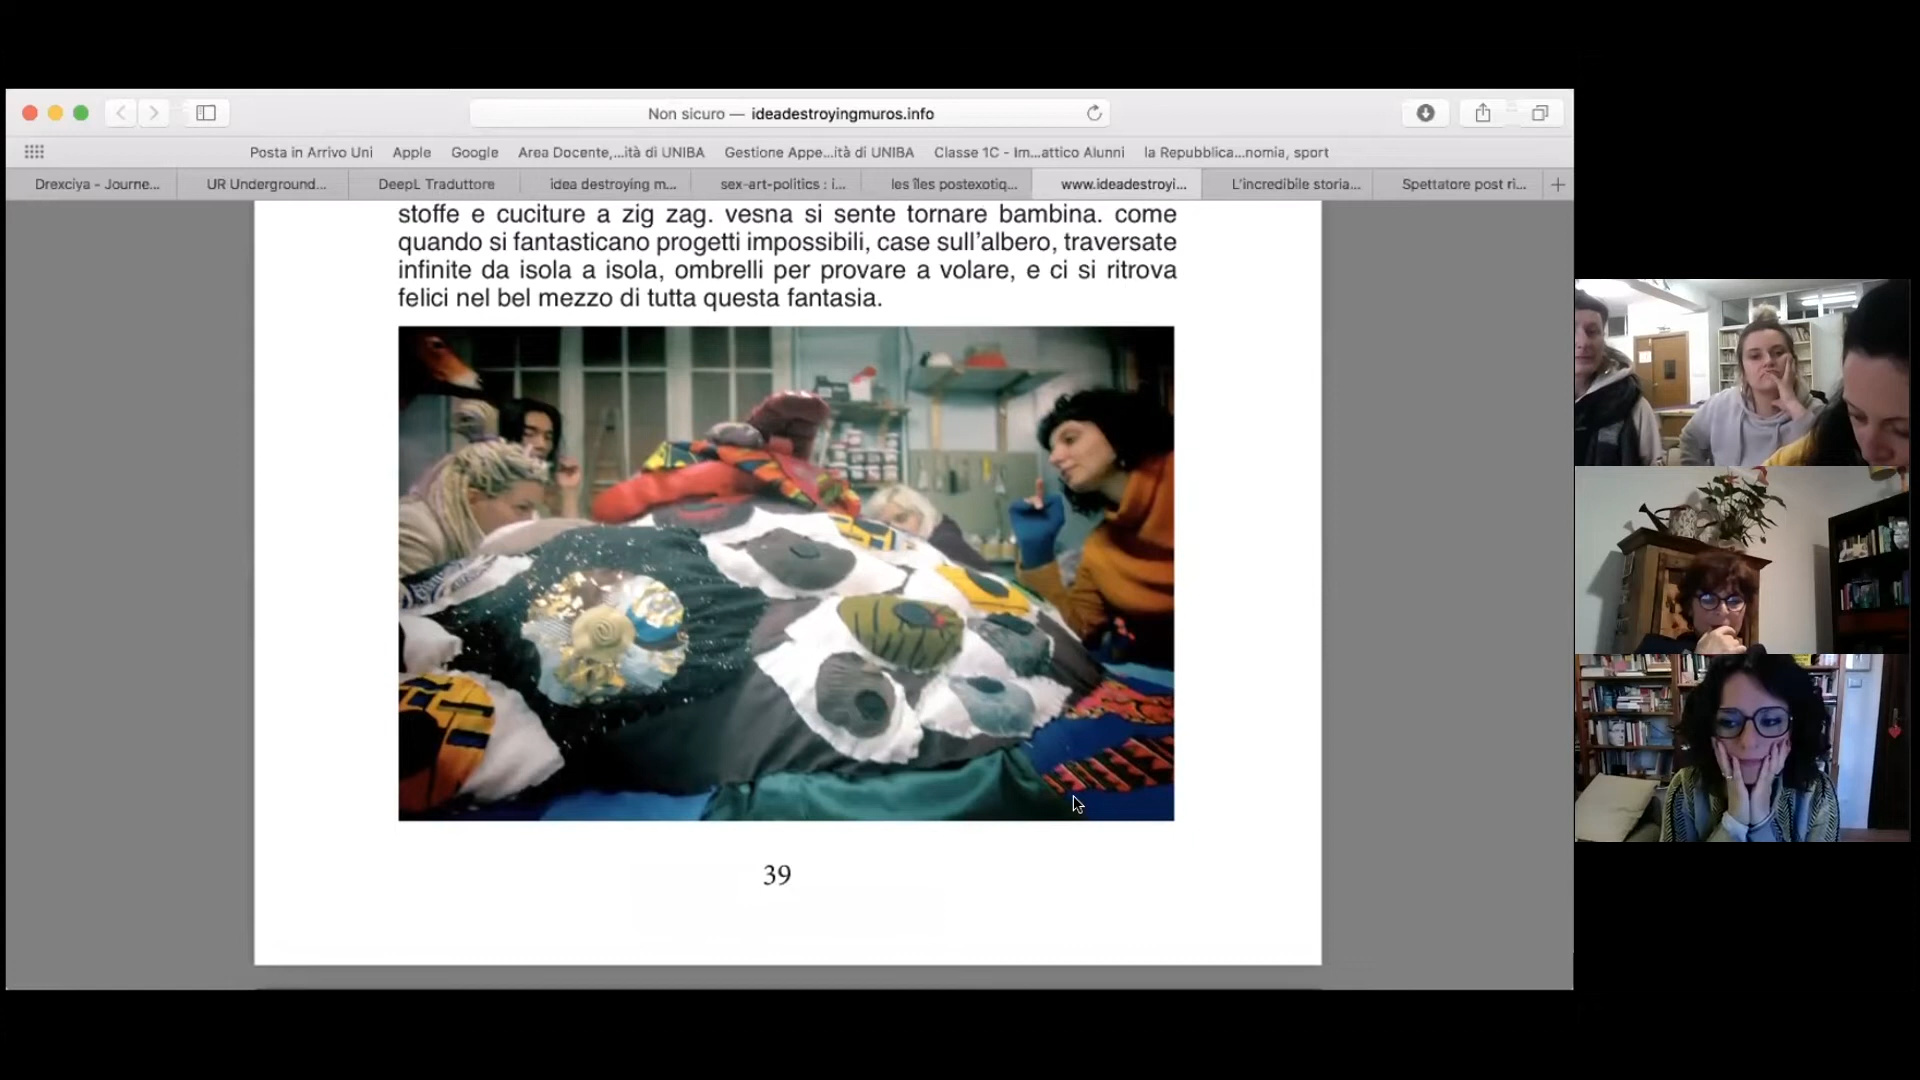 Non sicuro — ideadestroyingmuros.info
Posta in Arrivo Uni Apple Google Area Docente,...ità di UNIBA Gestione Appe...ità di UNIBA Classe 1C - Im...attico Alunni la Repubblica...nomia, sport
Drexciya – Journe... UR Underground... DeepL Traduttore idea destroying m... sex-art-politics : i... les îles postexotiq... www.ideadestroyi... L'incredibile storia... Spettatore post ri...
stoffe e cuciture a zig zag. vesna si sente tornare bambina. come
quando si fantasticano progetti impossibili, case sull'albero, traversate
infinite da isola a isola, ombrelli per provare a volare, e ci si ritrova
felici nel bel mezzo di tutta questa fantasia.
39